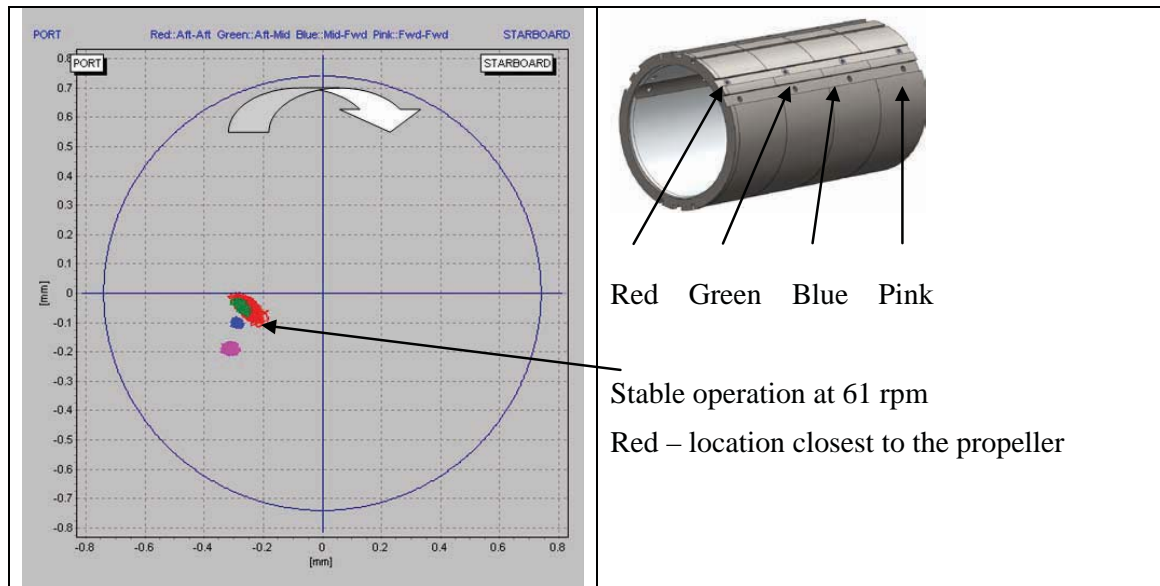 PORT Red::Aft-Aft Green::Aft-Mid Blue::Mid-Fwd Pink::Fwd-Fwd STARBOARD
PORT STARBOARD
0.8
0.7
0.6
0.5
0.4
0.3
0.2
0.1
0
-0.1
-0.2
-0.3
-0.4
-0.5
-0.6
-0.7
-0.8
[mm]
-0.8 -0.6 -0.4 -0.2 0 0.2 0.4 0.6 0.8
[mm]
Red Green Blue Pink
Stable operation at 61 rpm
Red – location closest to the propeller